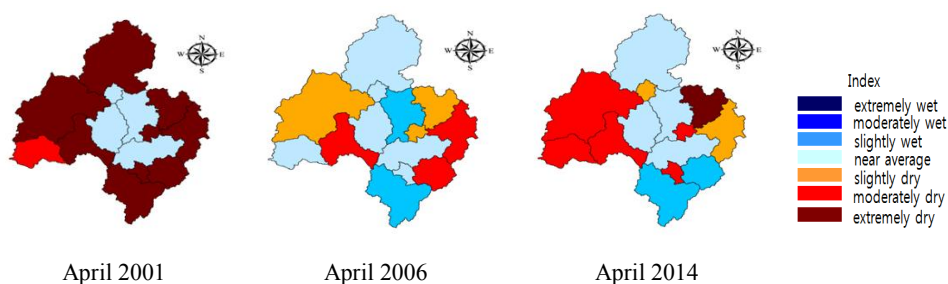 N
W E
S
N
W E
S
N
W E
S
Index
extremely wet
moderately wet
slightly wet
near average
slightly dry
moderately dry
extremely dry
April 2001
April 2006
April 2014